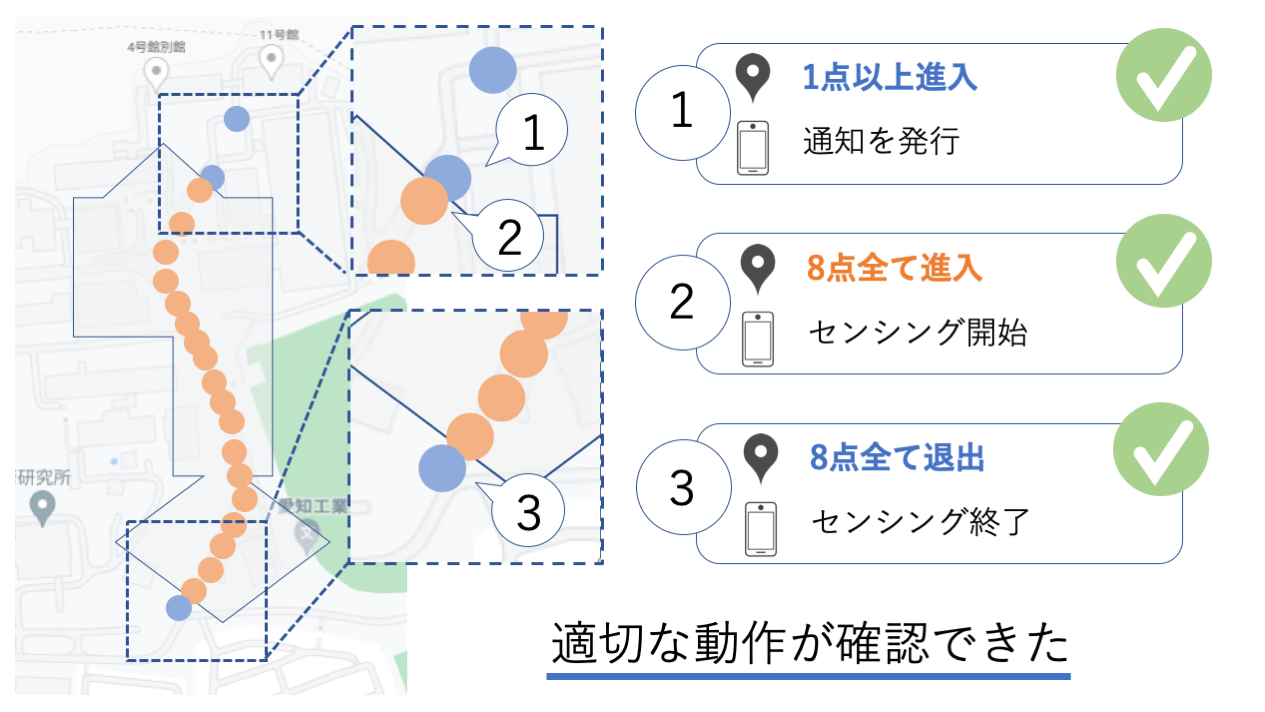 4号館別館
11号館
研究所
愛知工業
文
1
2
3
1
1点以上進入
通知を発行
2
8点全て進入
センシング開始
3
8点全て退出
センシング終了
適切な動作が確認できた